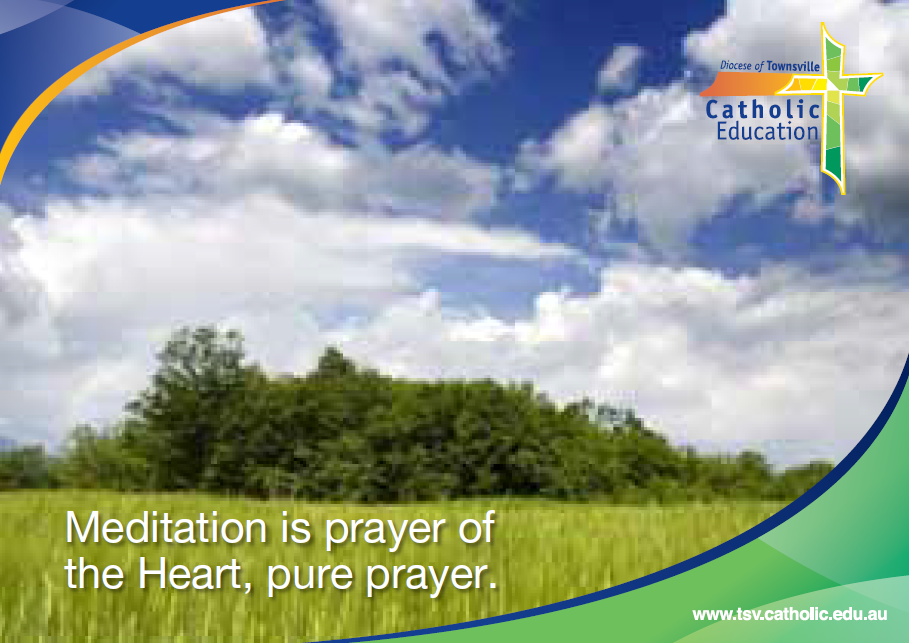 Diocese of Townsville
Catholic
Education
Meditation is prayer of
the Heart, pure prayer.
www.tsv.catholic.edu.au